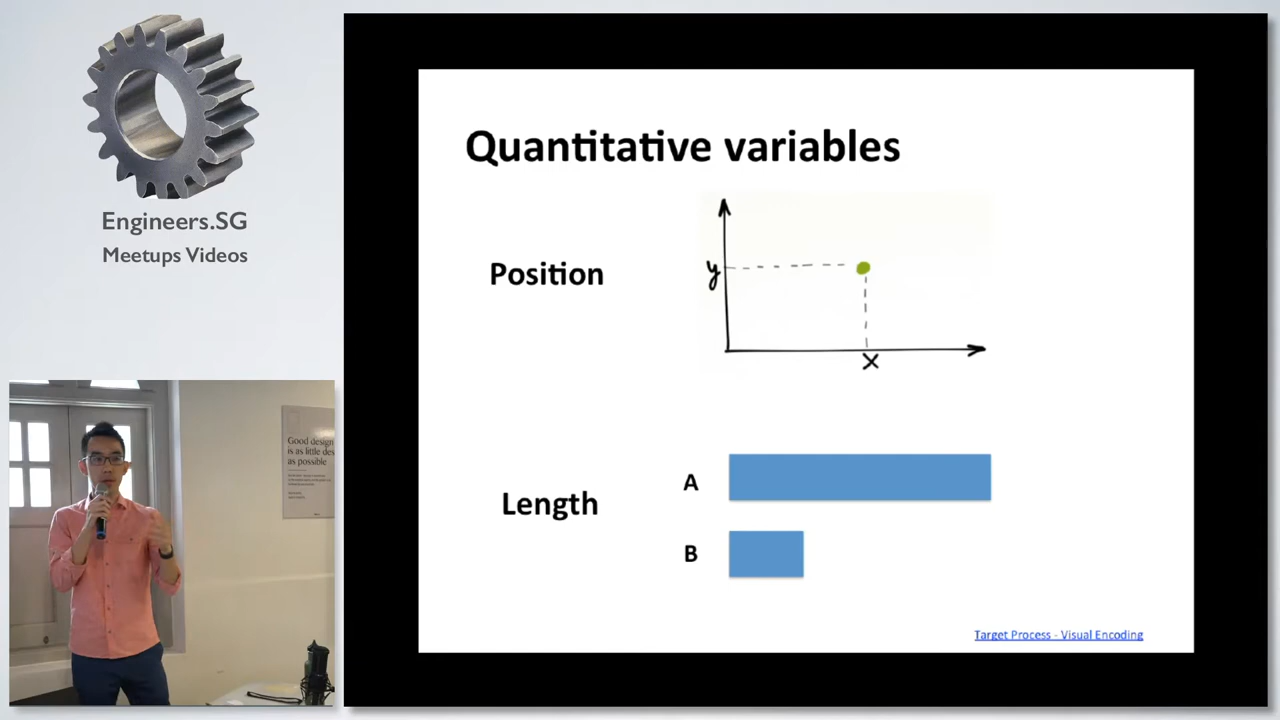 Engineers.SG
Meetups Videos
Good design
is as little des
as possible
Quantitative variables
Position
y
x
Length
A
B
Target Process - Visual Encoding